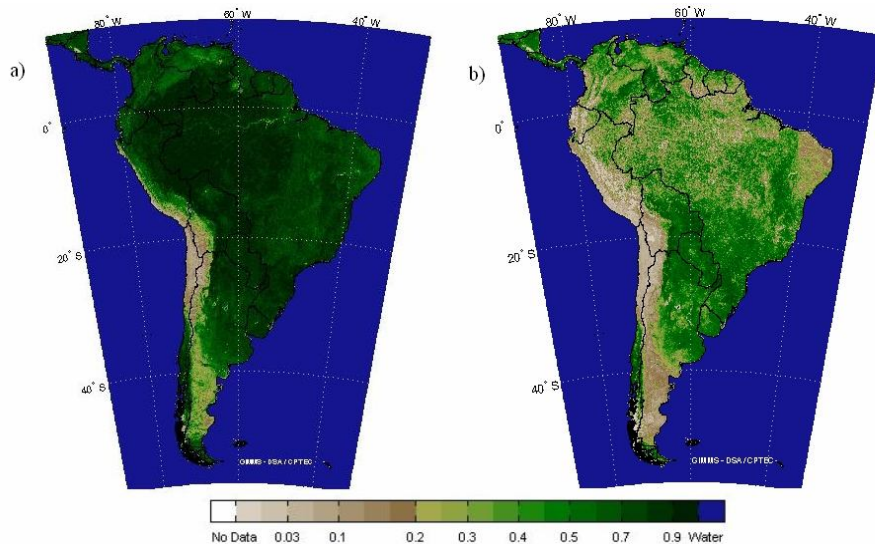 a)
80° W
60° W
40° W
0°
20° S
40° S
GIMMS - DSA / CPTEC
b)
80° W
60° W
40° W
0°
20° S
40° S
GIMMS - DSA / CPTEC
No Data 0.03 0.1 0.2 0.3 0.4 0.5 0.7 0.9 Water